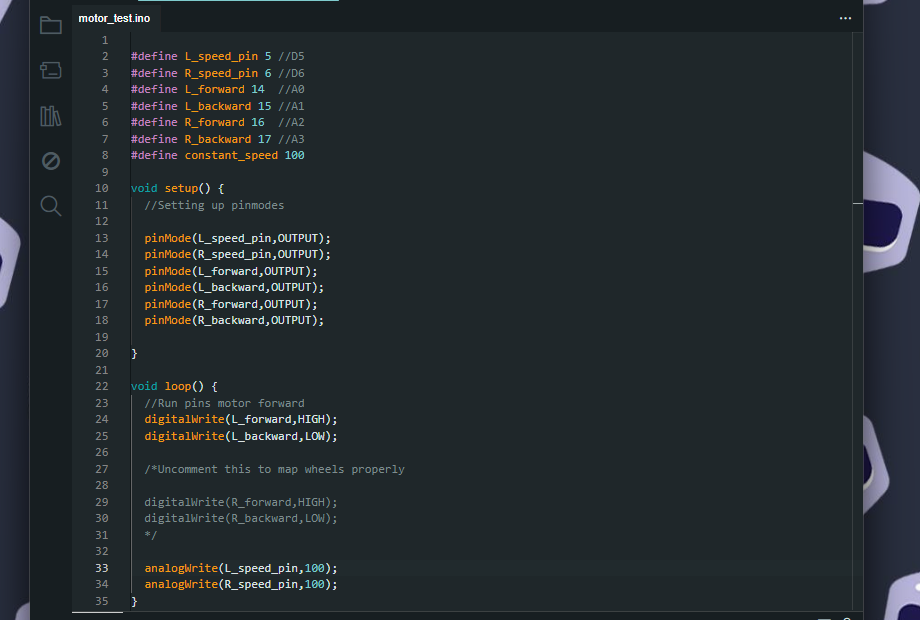 motor_test.ino
1
2 #define L_speed_pin 5 //D5
3 #define R_speed_pin 6 //D6
4 #define L_forward 14  //A0
5 #define L_backward 15 //A1
6 #define R_forward 16  //A2
7 #define R_backward 17 //A3
8 #define constant_speed 100
9
10 void setup() {
11   //Setting up pinmodes
12
13   pinMode(L_speed_pin,OUTPUT);
14   pinMode(R_speed_pin,OUTPUT);
15   pinMode(L_forward,OUTPUT);
16   pinMode(L_backward,OUTPUT);
17   pinMode(R_forward,OUTPUT);
18   pinMode(R_backward,OUTPUT);
19
20 }
21
22 void loop() {
23   //Run pins motor forward
24   digitalWrite(L_forward,HIGH);
25   digitalWrite(L_backward,LOW);
26
27   /*Uncomment this to map wheels properly
28
29   digitalWrite(R_forward,HIGH);
30   digitalWrite(R_backward,LOW);
31   */
32
33   analogWrite(L_speed_pin,100);
34   analogWrite(R_speed_pin,100);
35 }